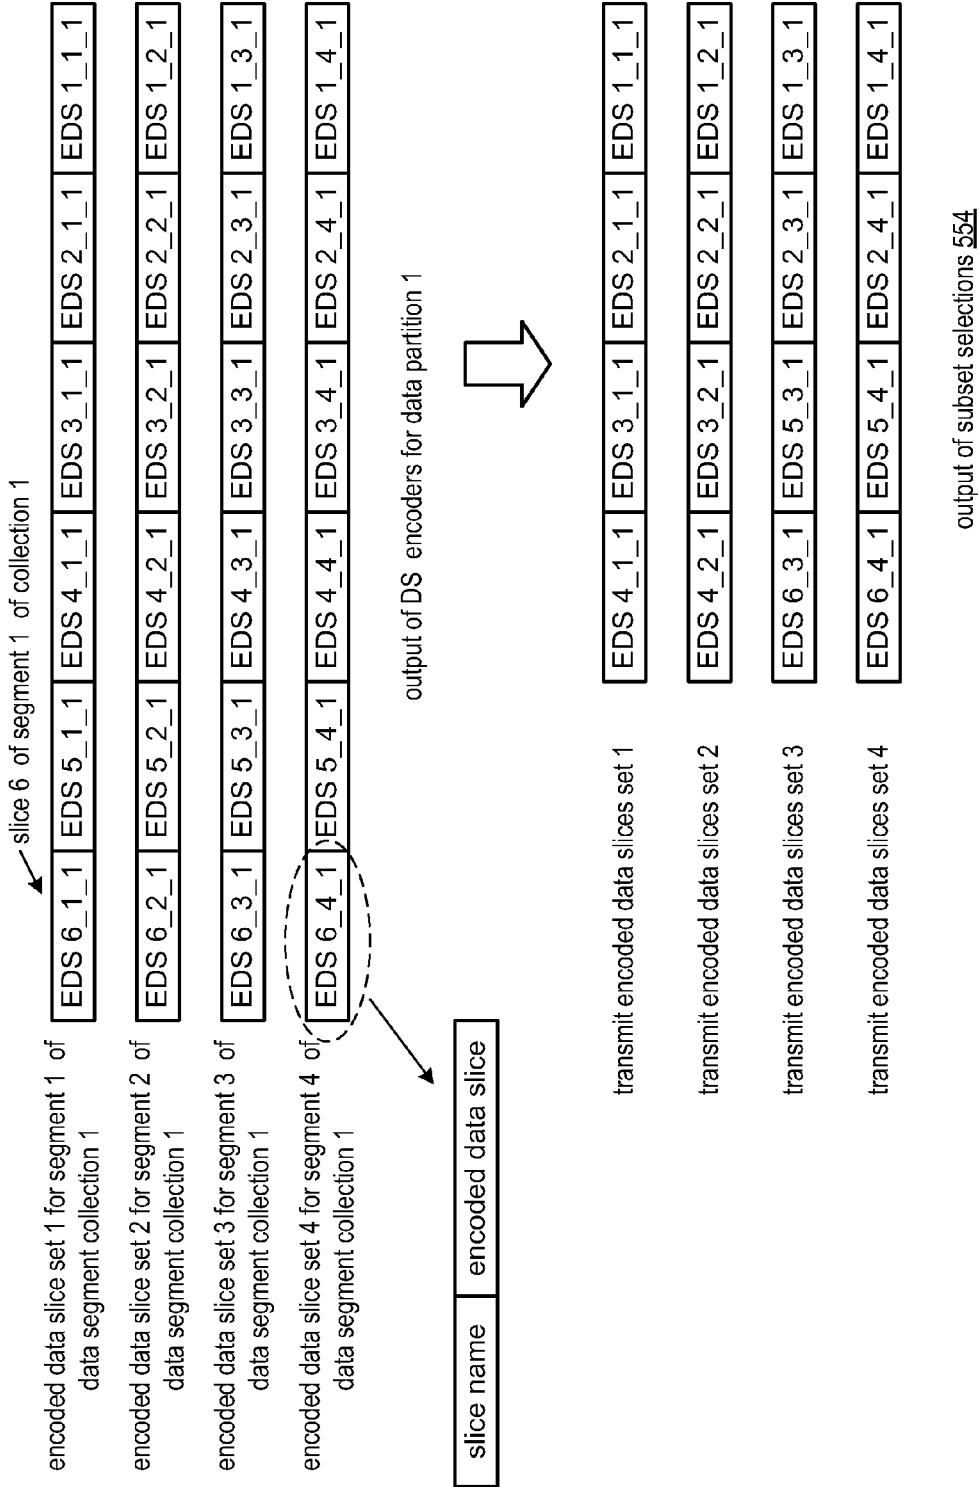 slice 6 of segment 1 of collection 1
encoded data slice set 1 for segment 1 of
data segment collection 1
EDS 6_1_1 EDS 5_1_1 EDS 4_1_1 EDS 3_1_1 EDS 2_1_1 EDS 1_1_1
encoded data slice set 2 for segment 2 of
data segment collection 1
EDS 6_2_1 EDS 5_2_1 EDS 4_2_1 EDS 3_2_1 EDS 2_2_1 EDS 1_2_1
encoded data slice set 3 for segment 3 of
data segment collection 1
EDS 6_3_1 EDS 5_3_1 EDS 4_3_1 EDS 3_3_1 EDS 2_3_1 EDS 1_3_1
encoded data slice set 4 for segment 4 of
data segment collection 1
EDS 6_4_1 EDS 5_4_1 EDS 4_4_1 EDS 3_4_1 EDS 2_4_1 EDS 1_4_1
output of DS encoders for data partition 1
slice name encoded data slice
transmit encoded data slices set 1
EDS 4_1_1 EDS 3_1_1 EDS 2_1_1 EDS 1_1_1
transmit encoded data slices set 2
EDS 4_2_1 EDS 3_2_1 EDS 2_2_1 EDS 1_2_1
transmit encoded data slices set 3
EDS 6_3_1 EDS 5_3_1 EDS 2_3_1 EDS 1_3_1
transmit encoded data slices set 4
EDS 6_4_1 EDS 5_4_1 EDS 2_4_1 EDS 1_4_1
output of subset selections 554